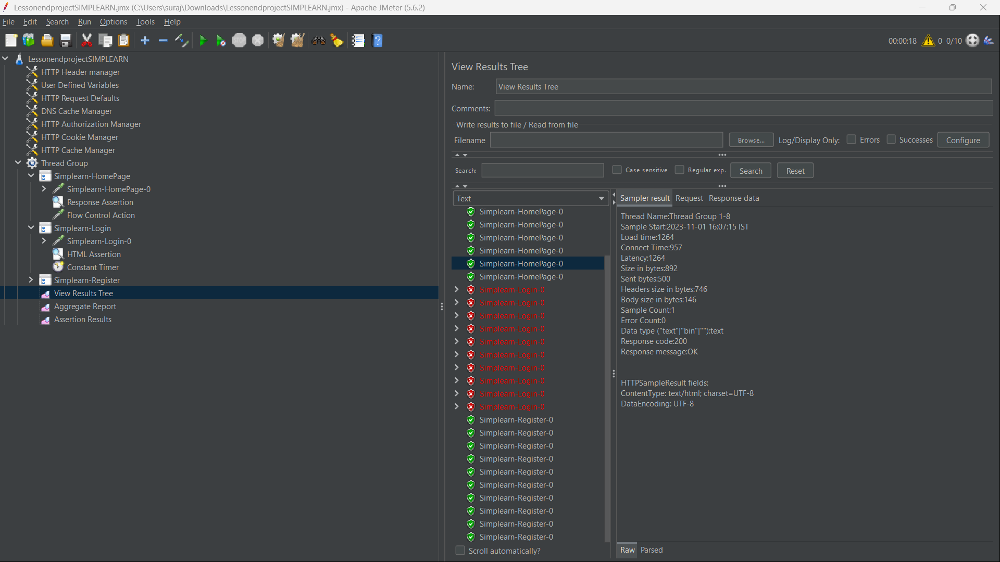 LessonendprojectSIMPLEARN.jmx (C:\Users\suraj\Downloads\LessonendprojectSIMPLEARN.jmx) - Apache JMeter (5.6.2)
File Edit Search Run Options Tools Help
STOP
00:00:18 0 0/10
LessonendprojectSIMPLEARN
HTTP Header manager
User Defined Variables
HTTP Request Defaults
DNS Cache Manager
HTTP Authorization Manager
HTTP Cookie Manager
HTTP Cache Manager
Thread Group
Simplearn-HomePage
Simplearn-HomePage-0
Response Assertion
Flow Control Action
Simplearn-Login
Simplearn-Login-0
HTML Assertion
Constant Timer
Simplearn-Register
View Results Tree
Aggregate Report
Assertion Results
View Results Tree
Name: View Results Tree
Comments:
Write results to file / Read from file
Filename Browse... Log/Display Only: Errors Successes Configure
Search: Case sensitive Regular exp. Search Reset
Text
Simplearn-HomePage-0
Simplearn-HomePage-0
Simplearn-HomePage-0
Simplearn-HomePage-0
Simplearn-HomePage-0
Simplearn-HomePage-0
Simplearn-Login-0
Simplearn-Login-0
Simplearn-Login-0
Simplearn-Login-0
Simplearn-Login-0
Simplearn-Login-0
Simplearn-Login-0
Simplearn-Login-0
Simplearn-Login-0
Simplearn-Login-0
Simplearn-Register-0
Simplearn-Register-0
Simplearn-Register-0
Simplearn-Register-0
Simplearn-Register-0
Simplearn-Register-0
Simplearn-Register-0
Simplearn-Register-0
Simplearn-Register-0
Simplearn-Register-0
Scroll automatically?
Sampler result Request Response data
Thread Name:Thread Group 1-8
Sample Start:2023-11-01 16:07:15 IST
Load time:1264
Connect Time:957
Latency:1264
Size in bytes:892
Sent bytes:500
Headers size in bytes:746
Body size in bytes:146
Sample Count:1
Error Count:0
Data type ("text"|"bin"|""):text
Response code:200
Response message:OK
HTTPSampleResult fields:
ContentType: text/html; charset=UTF-8
DataEncoding: UTF-8
Raw Parsed